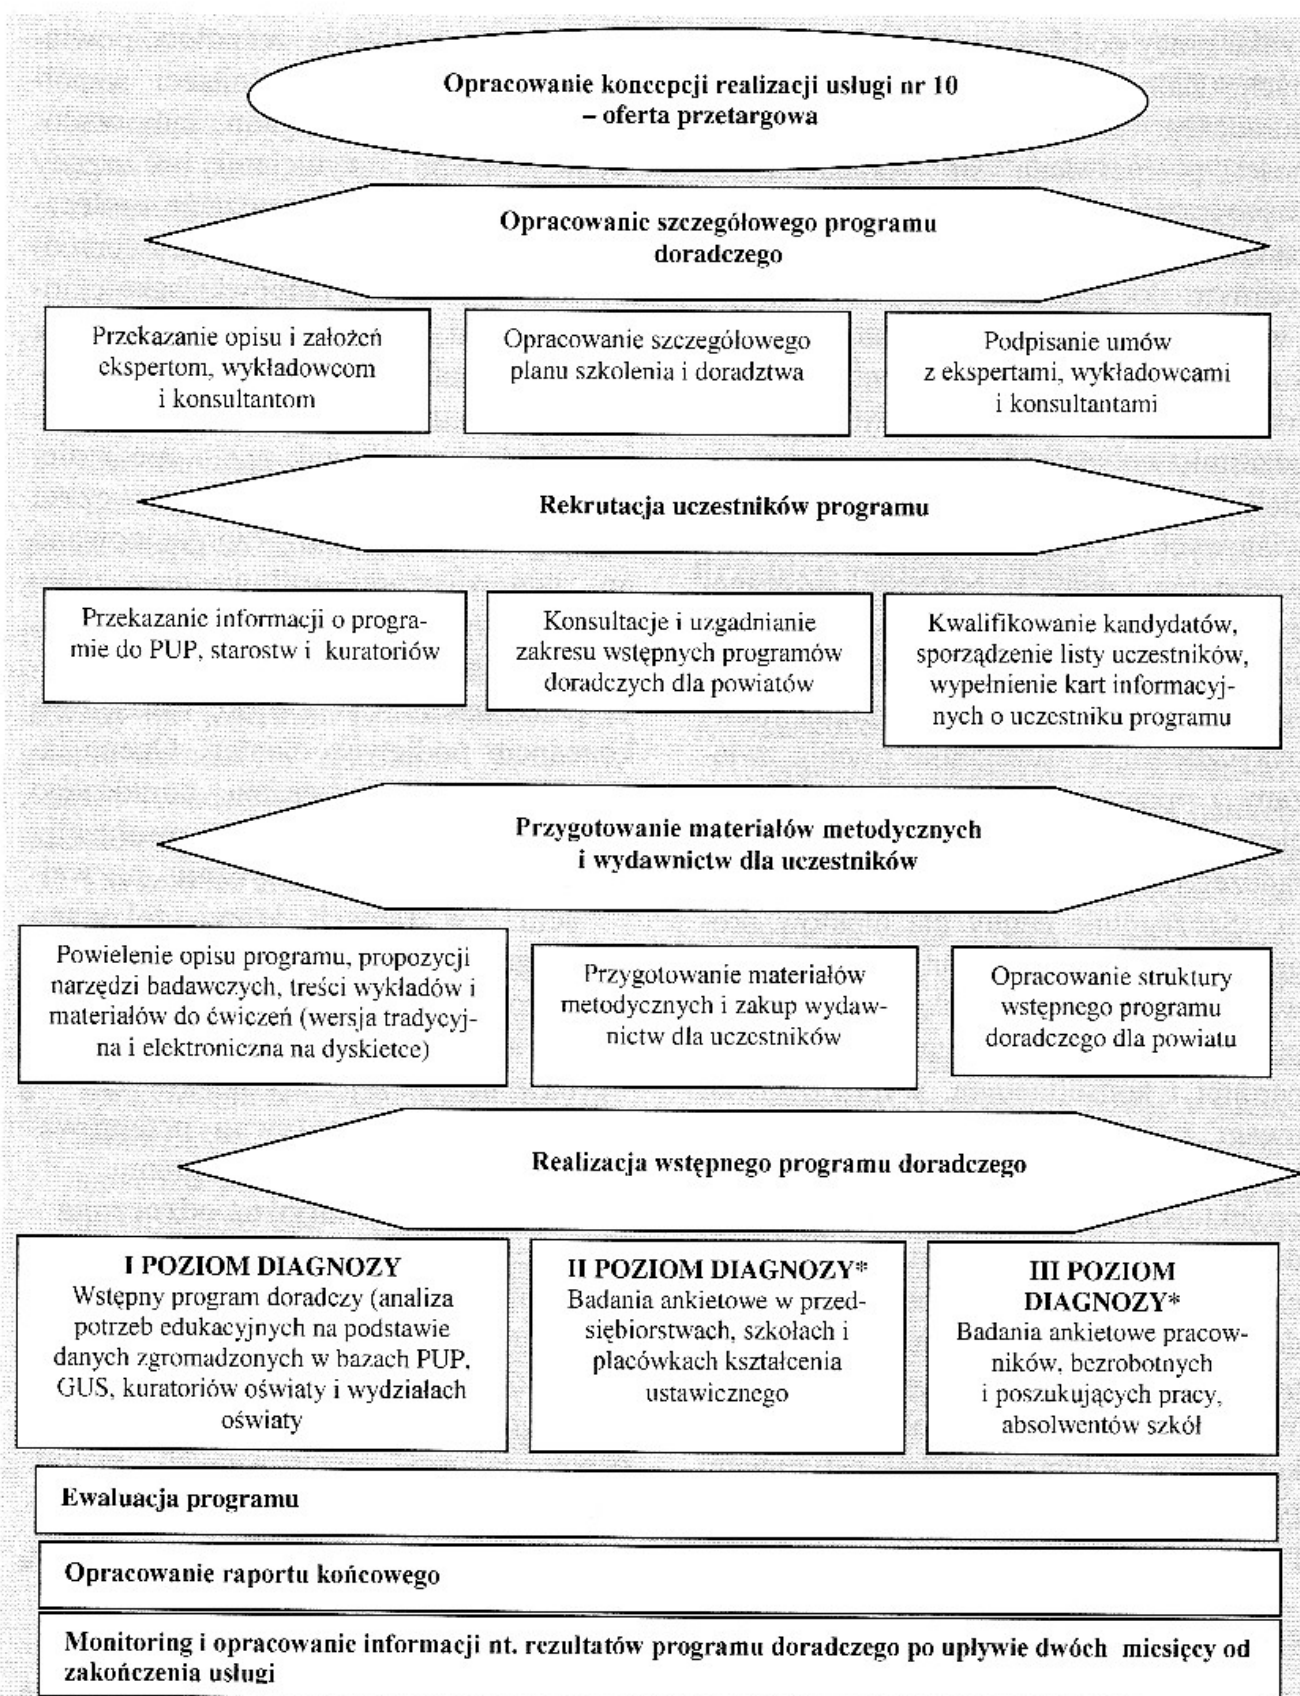 Opracowanie koncepcji realizacji usługi nr 10
– oferta przetargowa
Opracowanie szczegółowego programu
doradczego
Przekazanie opisu i założeń
ekspertom, wykładowcom
i konsultantom
Opracowanie szczegółowego
planu szkolenia i doradztwa
Podpisanie umów
z ekspertami, wykładowcami
i konsultantami
Rekrutacja uczestników programu
Przekazanie informacji o progra-
mie do PUP, starostw i kuratoriów
Konsultacje i uzgadnianie
zakresu wstępnych programów
doradczych dla powiatów
Kwalifikowanie kandydatów,
sporządzenie listy uczestników,
wypełnienie kart informacyj-
nych o uczestniku programu
Przygotowanie materiałów metodycznych
i wydawnictw dla uczestników
Powielenie opisu programu, propozycji
narzędzi badawczych, treści wykładów i
materiałów do ćwiczeń (wersja tradycyj-
na i elektroniczna na dyskietce)
Przygotowanie materiałów
metodycznych i zakup wydaw-
nictw dla uczestników
Opracowanie struktury
wstępnego programu
doradczego dla powiatu
Realizacja wstępnego programu doradczego
I POZIOM DIAGNOZY
Wstępny program doradczy (analiza
potrzeb edukacyjnych na podstawie
danych zgromadzonych w bazach PUP,
GUS, kuratoriów oświaty i wydziałach
oświaty
II POZIOM DIAGNOZY*
Badania ankietowe w przed-
siębiorstwach, szkołach i
placówkach kształcenia
ustawicznego
III POZIOM
DIAGNOZY*
Badania ankietowe pracow-
ników, bezrobotnych
i poszukujących pracy,
absolwentów szkół
Ewaluacja programu
Opracowanie raportu końcowego
Monitoring i opracowanie informacji nt. rezultatów programu doradczego po upływie dwóch miesięcy od
zakończenia usługi